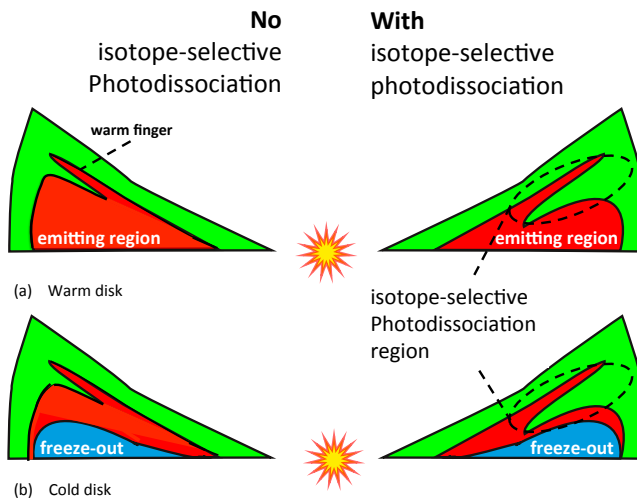 No
isotope-selective
Photodissociation
With
isotope-selective
photodissociation
warm finger
emitting region
emitting region
(a) Warm disk
isotope-selective
Photodissociation
region
freeze-out
freeze-out
(b) Cold disk